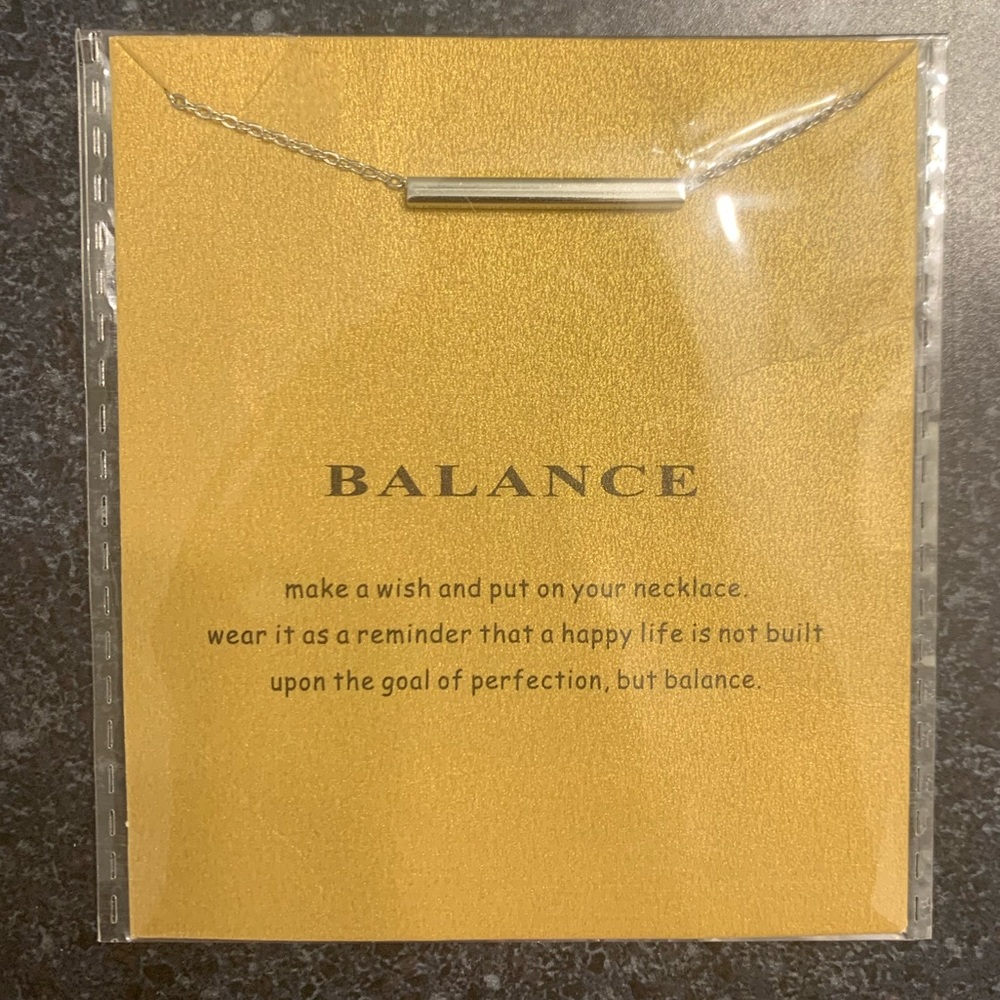 BALANCE
make a wish and put on your necklace.
wear it as a reminder that a happy life is not built
upon the goal of perfection, but balance.